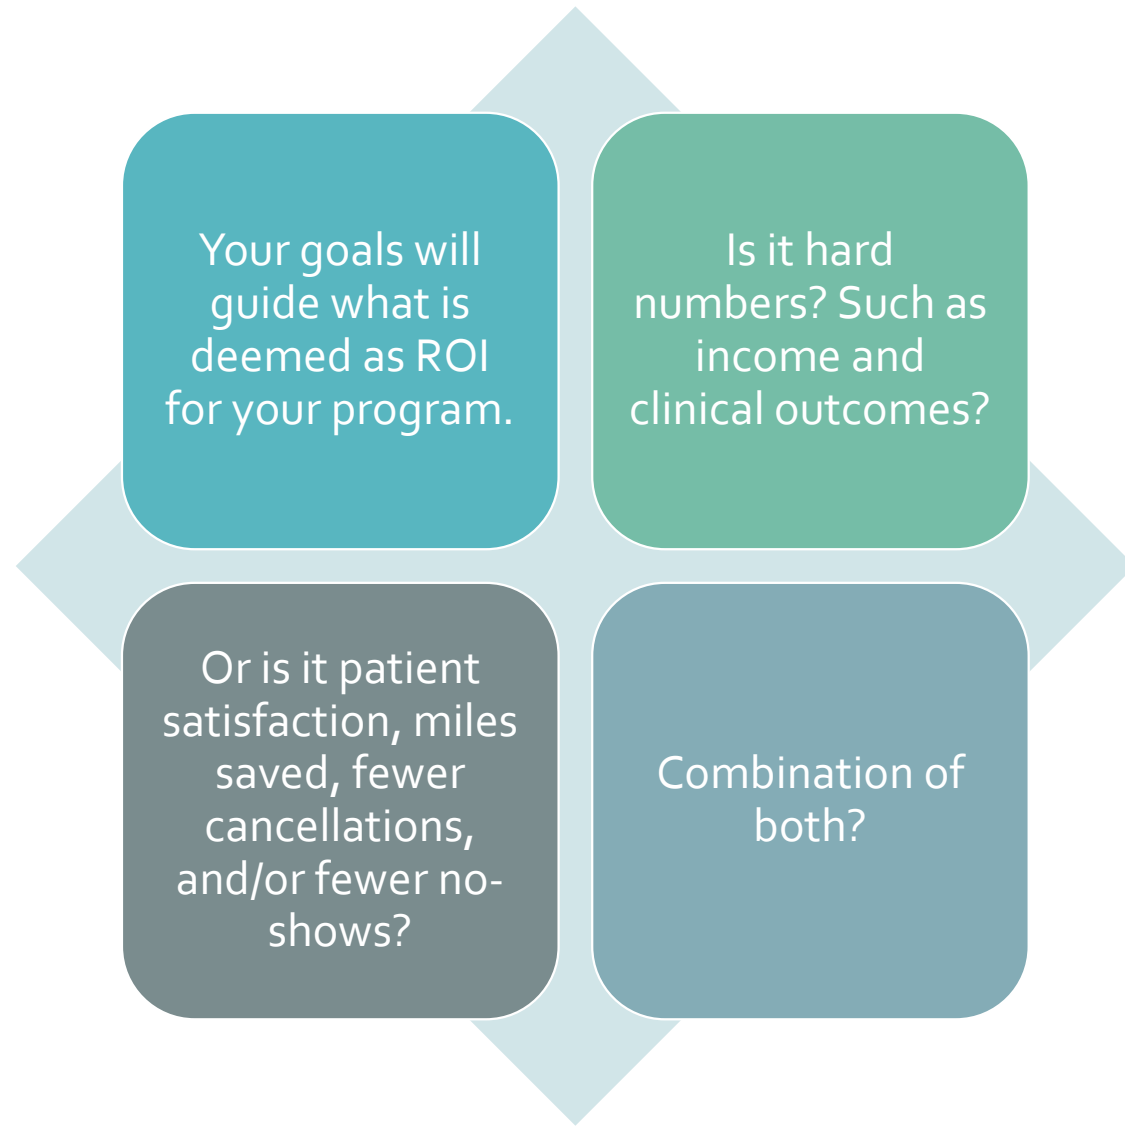 Your goals will
guide what is
deemed as ROI
for your program.
Is it hard
numbers? Such as
income and
clinical outcomes?
Or is it patient
satisfaction, miles
saved, fewer
cancellations,
and/or fewer no-
shows?
Combination of
both?